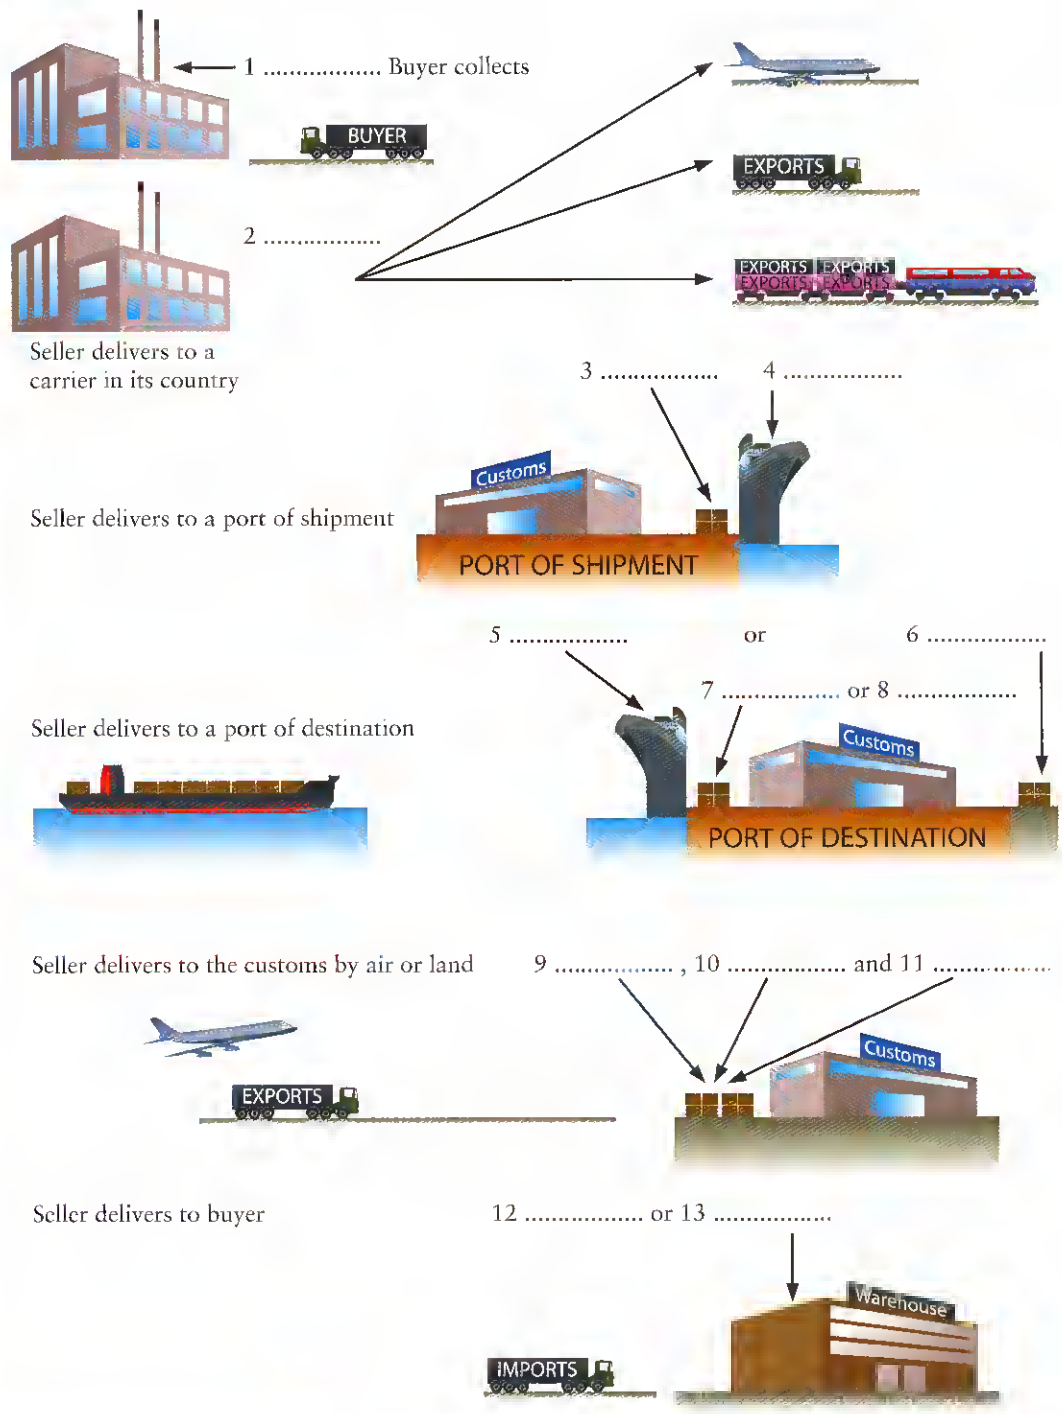 1 .................. Buyer collects
BUYER
EXPORTS
2 ..................
EXPORTS EXPORTS
EXPORTS EXPORTS
Seller delivers to a
carrier in its country
3 .................. 4 ..................
Customs
Seller delivers to a port of shipment
PORT OF SHIPMENT
5 .................. or 6 ..................
7 .................. or 8 ..................
Seller delivers to a port of destination
Customs
PORT OF DESTINATION
Seller delivers to the customs by air or land
9 .................. , 10 .................. and 11 ..................
Customs
EXPORTS
Seller delivers to buyer
12 .................. or 13 ..................
Warehouse
IMPORTS